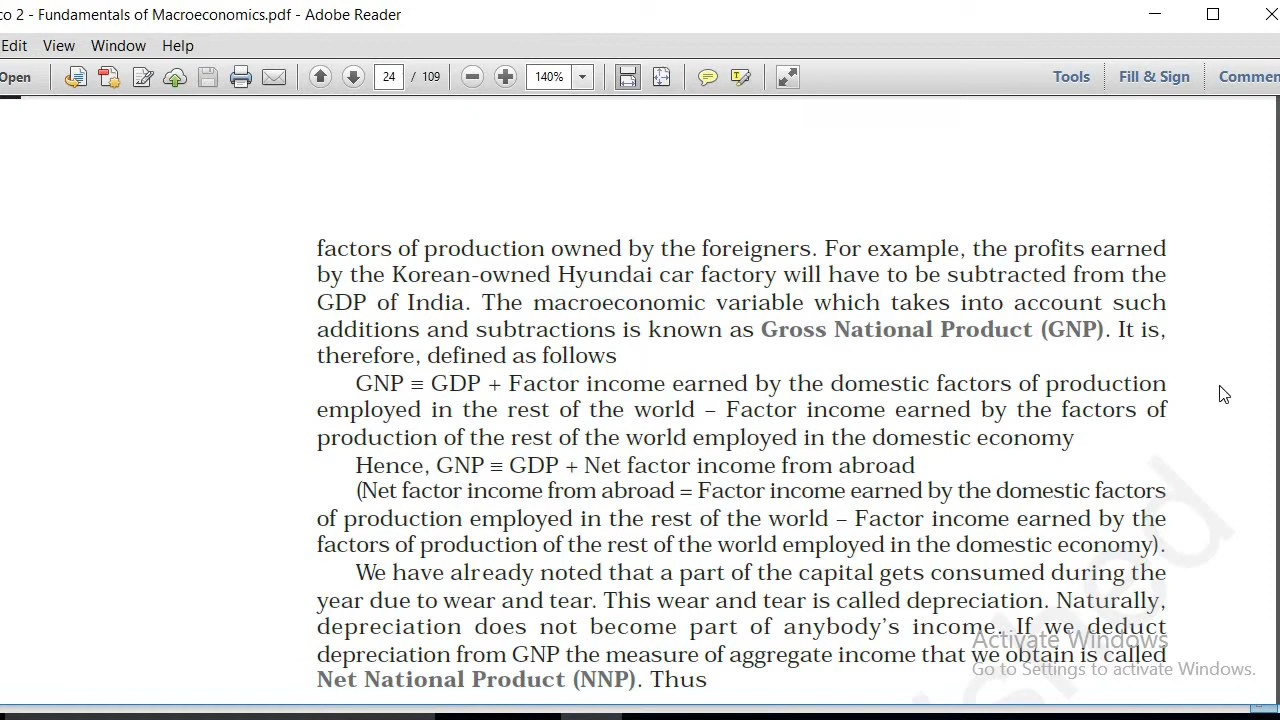 co 2 - Fundamentals of Macroeconomics.pdf - Adobe Reader
Edit View Window Help
Open 24 / 109 140% Tools Fill & Sign Commen
factors of production owned by the foreigners. For example, the profits earned
by the Korean-owned Hyundai car factory will have to be subtracted from the
GDP of India. The macroeconomic variable which takes into account such
additions and subtractions is known as Gross National Product (GNP). It is,
therefore, defined as follows
GNP ≡ GDP + Factor income earned by the domestic factors of production
employed in the rest of the world – Factor income earned by the factors of
production of the rest of the world employed in the domestic economy
Hence, GNP ≡ GDP + Net factor income from abroad
(Net factor income from abroad = Factor income earned by the domestic factors
of production employed in the rest of the world – Factor income earned by the
factors of production of the rest of the world employed in the domestic economy).
We have already noted that a part of the capital gets consumed during the
year due to wear and tear. This wear and tear is called depreciation. Naturally,
depreciation does not become part of anybody's income. If we deduct
depreciation from GNP the measure of aggregate income that we obtain is called
Net National Product (NNP). Thus
Activate Windows
Go to Settings to activate Windows.
shed